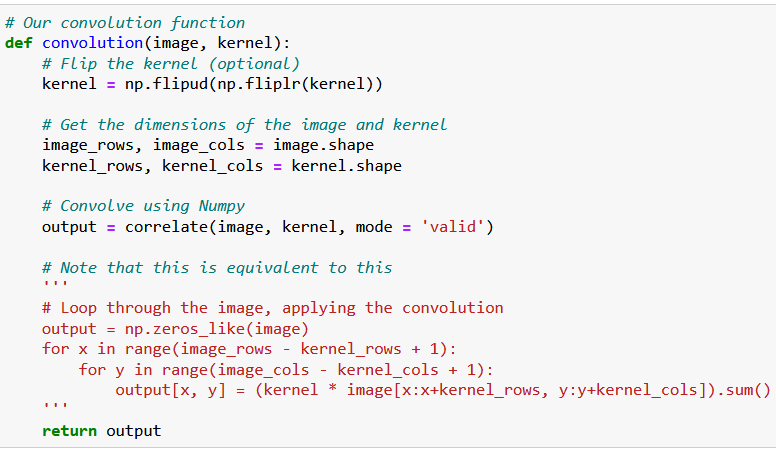 # Our convolution function
def convolution(image, kernel):
    # Flip the kernel (optional)
    kernel = np.flipud(np.fliplr(kernel))

    # Get the dimensions of the image and kernel
    image_rows, image_cols = image.shape
    kernel_rows, kernel_cols = kernel.shape

    # Convolve using Numpy
    output = correlate(image, kernel, mode = 'valid')

    # Note that this is equivalent to this
    '''
    # Loop through the image, applying the convolution
    output = np.zeros_like(image)
    for x in range(image_rows - kernel_rows + 1):
        for y in range(image_cols - kernel_cols + 1):
            output[x, y] = (kernel * image[x:x+kernel_rows, y:y+kernel_cols]).sum()
    '''
    return output